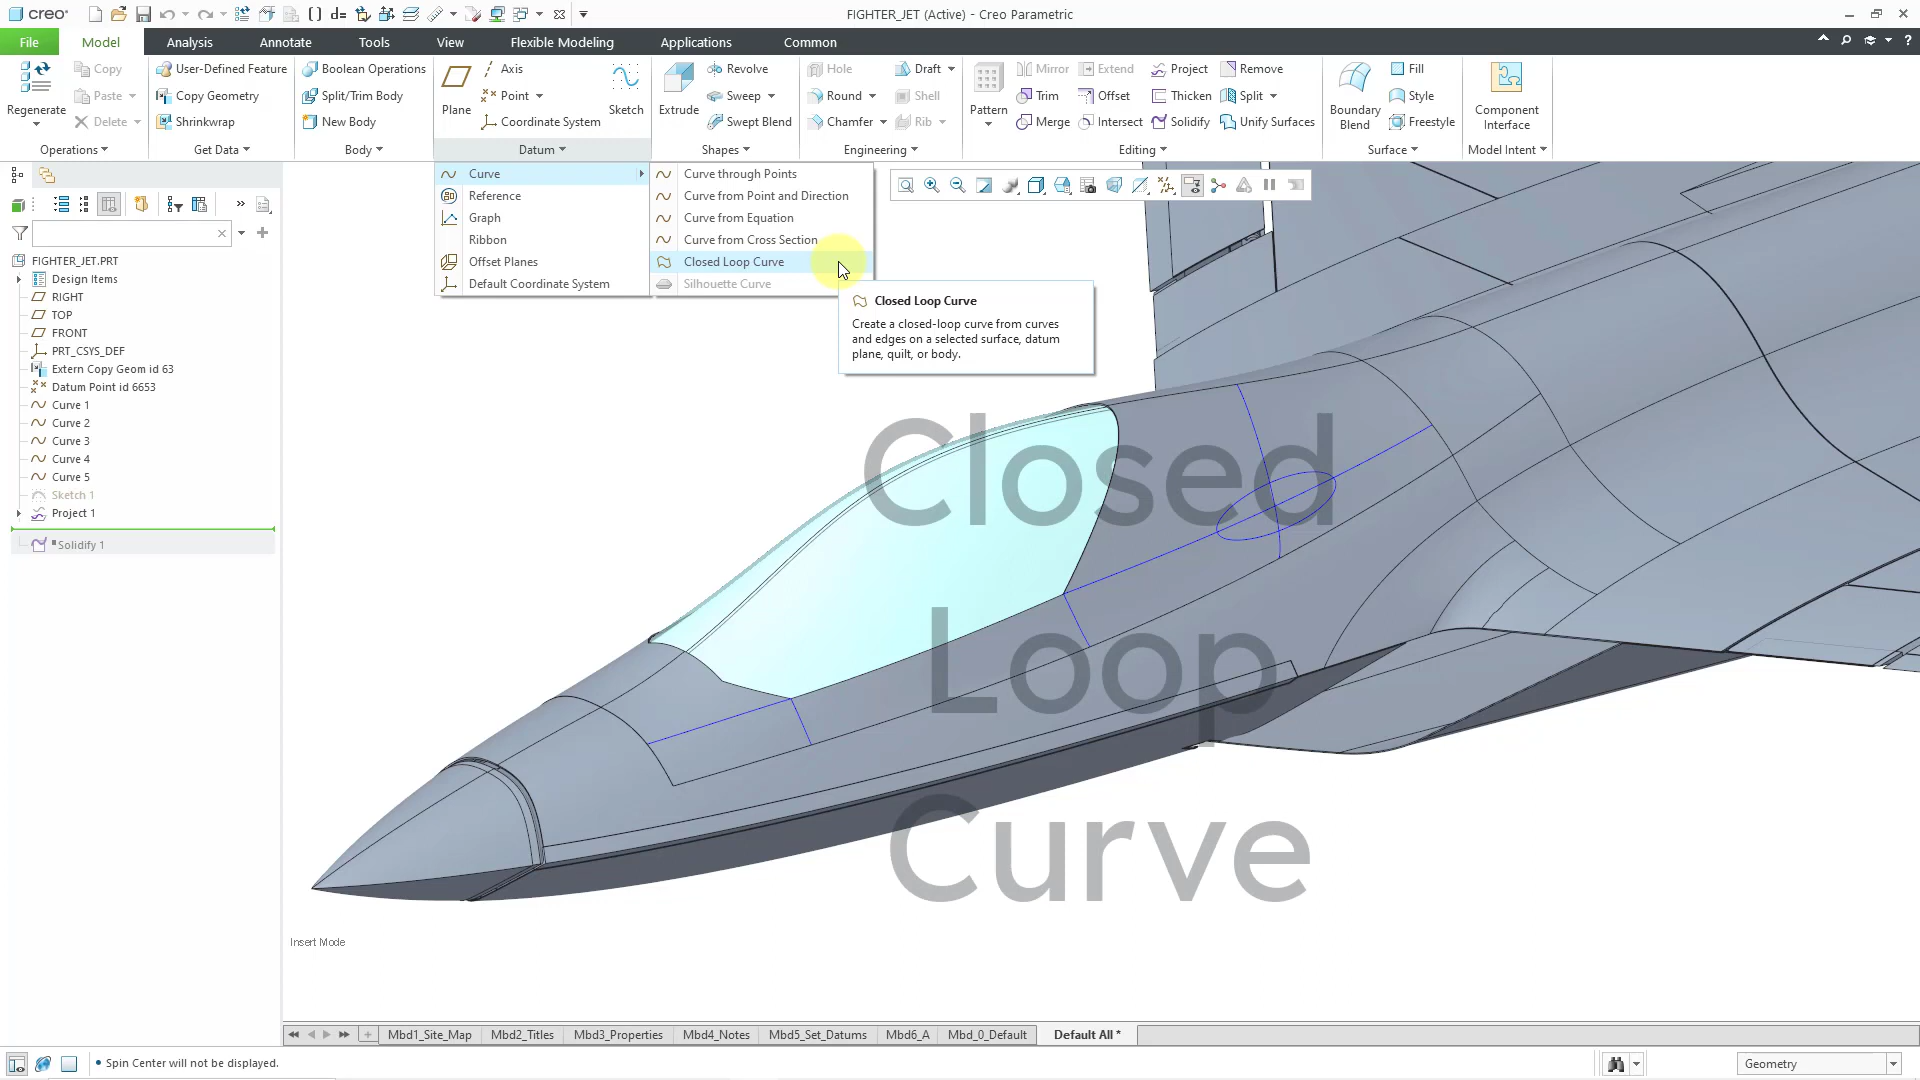 creo
FIGHTER_JET (Active) - Creo Parametric
File
Model
Analysis
Annotate
Tools
View
Flexible Modeling
Applications
Common
Regenerate
Copy
Paste
Delete
Operations
User-Defined Feature
Copy Geometry
Shrinkwrap
Get Data
Boolean Operations
Split/Trim Body
New Body
Body
Plane
Axis
Point
Coordinate System
Sketch
Datum
Extrude
Revolve
Sweep
Swept Blend
Shapes
Hole
Round
Chamfer
Draft
Shell
Rib
Engineering
Pattern
Mirror
Trim
Merge
Extend
Offset
Intersect
Project
Thicken
Solidify
Remove
Split
Unify Surfaces
Editing
Boundary
Blend
Fill
Style
Freestyle
Surface
Component
Interface
Model Intent
Curve
Reference
Graph
Ribbon
Offset Planes
Default Coordinate System
Curve through Points
Curve from Point and Direction
Curve from Equation
Curve from Cross Section
Closed Loop Curve
Silhouette Curve
Closed Loop Curve
Create a closed-loop curve from curves
and edges on a selected surface, datum
plane, quilt, or body.
FIGHTER_JET.PRT
Design Items
RIGHT
TOP
FRONT
PRT_CSYS_DEF
Extern Copy Geom id 63
Datum Point id 6653
Curve 1
Curve 2
Curve 3
Curve 4
Curve 5
Sketch 1
Project 1
Solidify 1
Closed
Loop
Curve
Insert Mode
Mbd1_Site_Map
Mbd2_Titles
Mbd3_Properties
Mbd4_Notes
Mbd5_Set_Datums
Mbd6_A
Mbd_0_Default
Default All *
• Spin Center will not be displayed.
Geometry